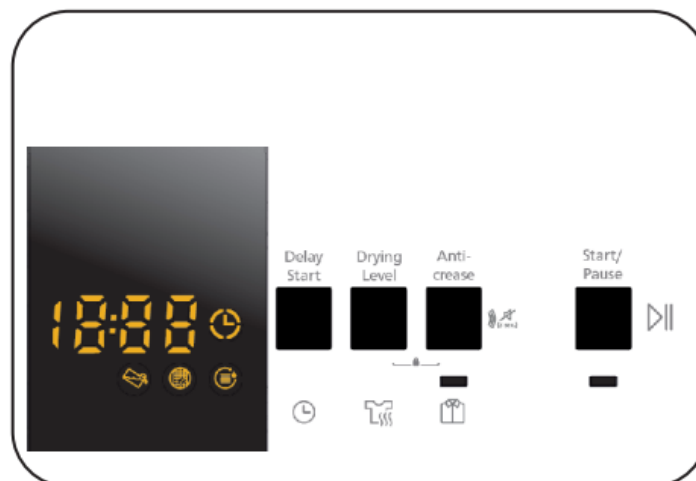 Delay
Start
Drying
Level
Anti-
crease
Start/
Pause
18:88